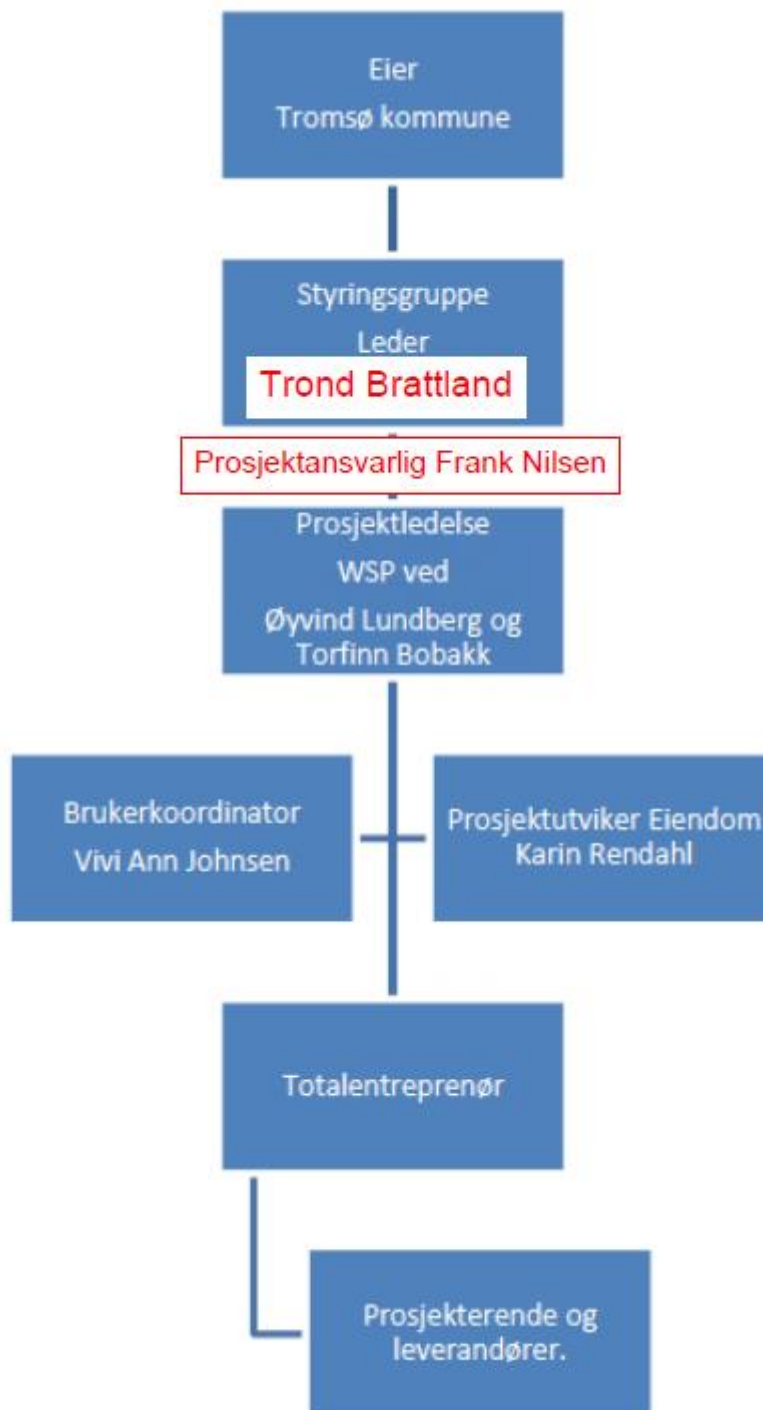 Eier
Tromsø kommune
Styringsgruppe
Leder
Trond Brattland
Prosjektansvarlig Frank Nilsen
Prosjektledelse
WSP ved
Øyvind Lundberg og
Torfinn Bobakk
Brukerkoordinator
Vivi Ann Johnsen
Prosjektutviker Eiendom
Karin Rendahl
Totalentreprenør
Prosjekterende og
leverandører.